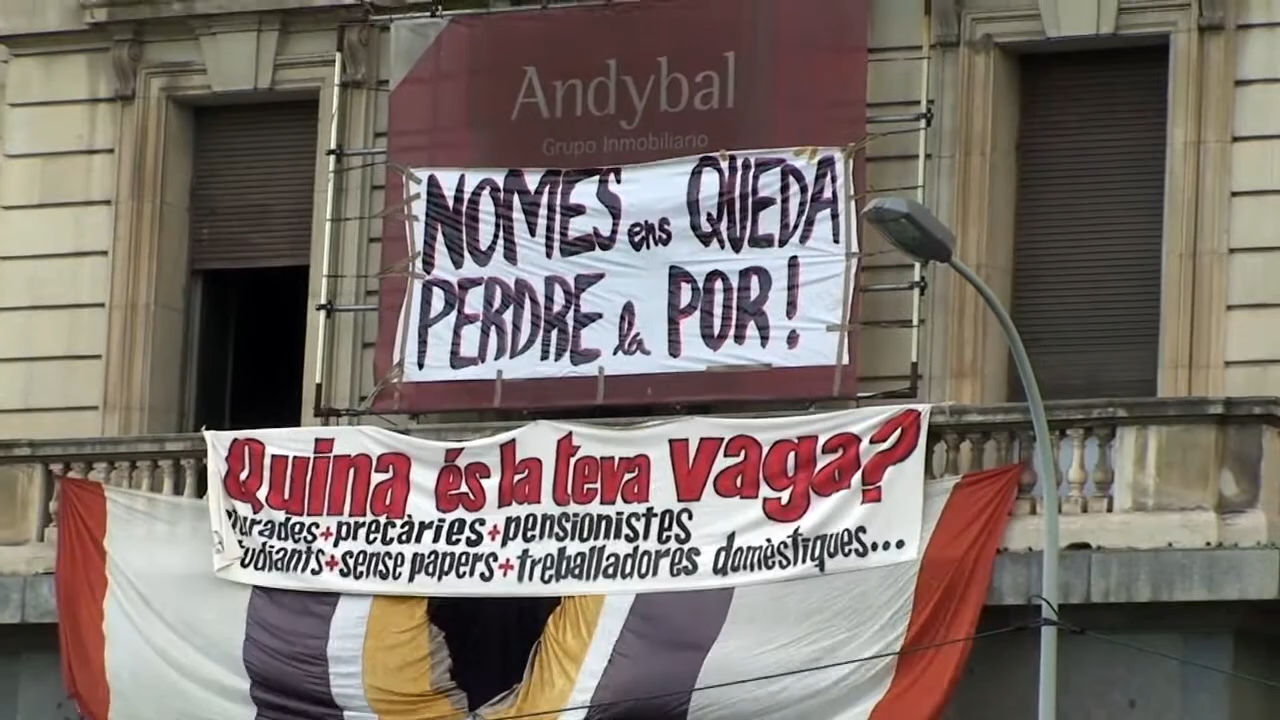 Andybal
Grupo Inmobiliario
NOMES ens QUEDA
PERDRE la POR!
Quina és la teva vaga?
+precàries+pensionistes
+sense papers+treballadores domèstiques...